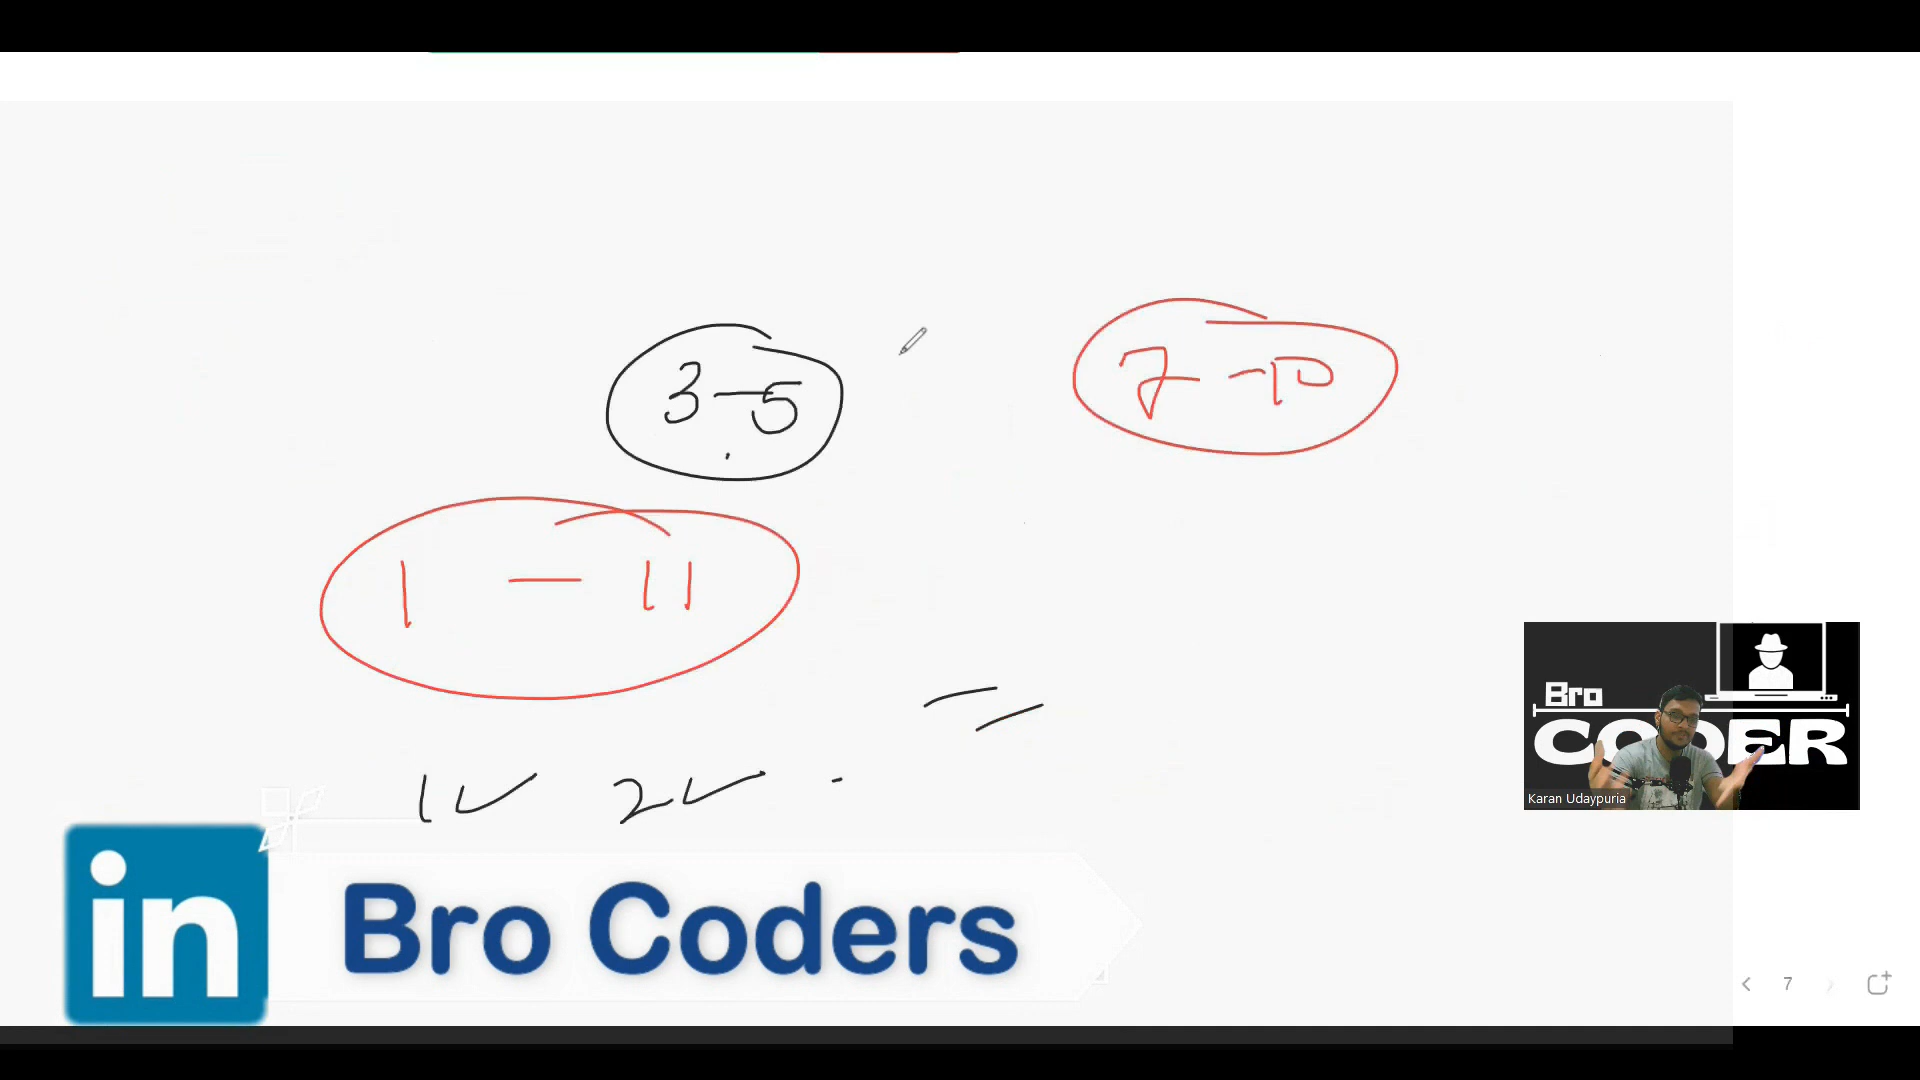 3-5
7-10
1 - 11
1 ✓ 2 ✓ -
Bro
CODER
Karan Udaypuria
in Bro Coders
7